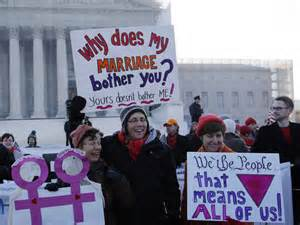 Why does my
MARRIAGE
bother you?
Yours doesn't bother ME!
We the People
that means
ALL of us!